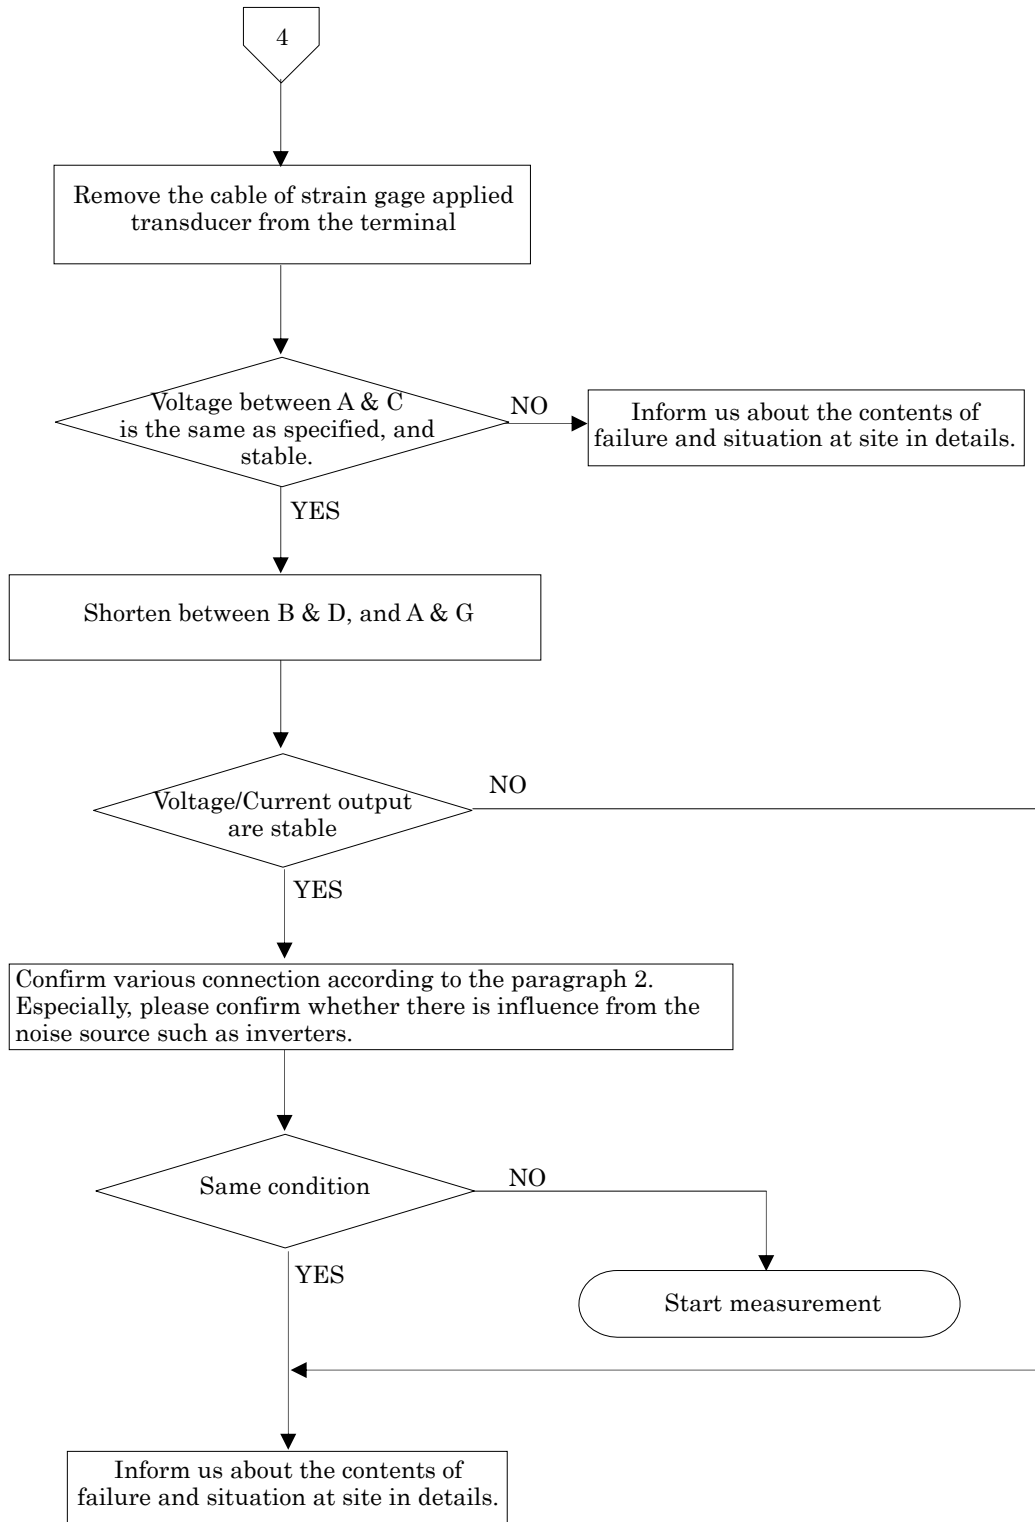 4
Remove the cable of strain gage applied
transducer from the terminal
Voltage between A & C
is the same as specified, and
stable.
NO
Inform us about the contents of
failure and situation at site in details.
YES
Shorten between B & D, and A & G
Voltage/Current output
are stable
NO
YES
Confirm various connection according to the paragraph 2.
Especially, please confirm whether there is influence from the
noise source such as inverters.
Same condition
NO
YES
Start measurement
Inform us about the contents of
failure and situation at site in details.